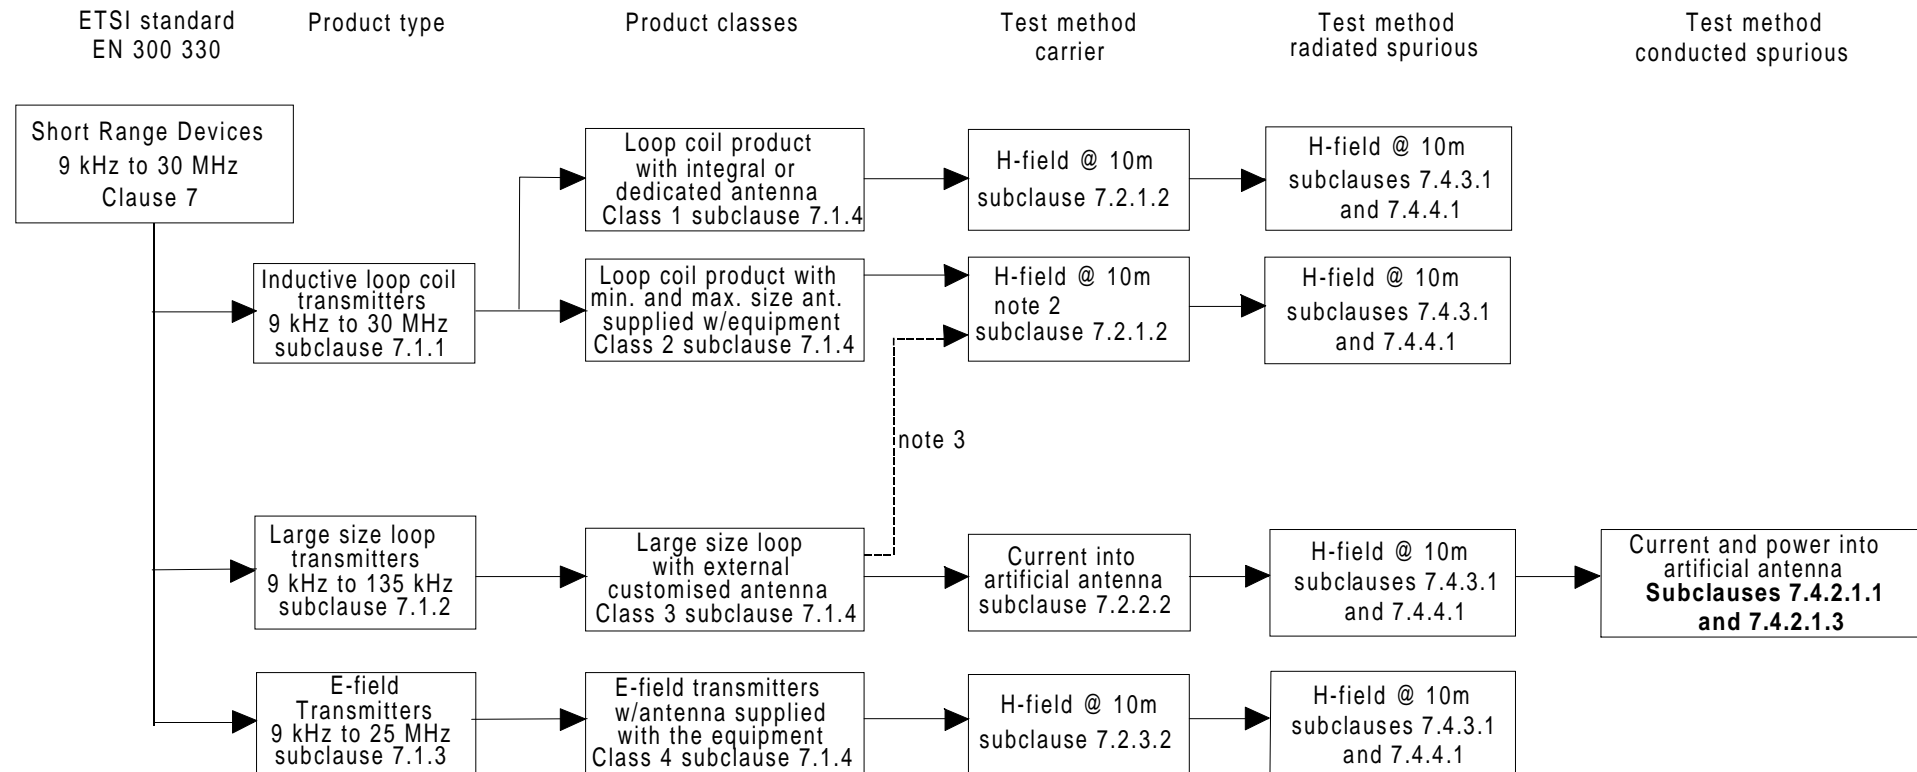 ETSI standard
EN 300 330
Product type
Product classes
Test method
carrier
Test method
radiated spurious
Test method
conducted spurious
Short Range Devices
9 kHz to 30 MHz
Clause 7
Loop coil product
with integral or
dedicated antenna
Class 1 subclause 7.1.4
H-field @ 10m
subclause 7.2.1.2
H-field @ 10m
subclauses 7.4.3.1
and 7.4.4.1
Inductive loop coil
transmitters
9 kHz to 30 MHz
subclause 7.1.1
Loop coil product with
min. and max. size ant.
supplied w/equipment
Class 2 subclause 7.1.4
H-field @ 10m
note 2
subclause 7.2.1.2
H-field @ 10m
subclauses 7.4.3.1
and 7.4.4.1
note 3
Large size loop
transmitters
9 kHz to 135 kHz
subclause 7.1.2
Large size loop
with external
customised antenna
Class 3 subclause 7.1.4
Current into
artificial antenna
subclause 7.2.2.2
H-field @ 10m
subclauses 7.4.3.1
and 7.4.4.1
Current and power into
artificial antenna
Subclauses 7.4.2.1.1
and 7.4.2.1.3
E-field
Transmitters
9 kHz to 25 MHz
subclause 7.1.3
E-field transmitters
w/antenna supplied
with the equipment
Class 4 subclause 7.1.4
H-field @ 10m
subclause 7.2.3.2
H-field @ 10m
subclauses 7.4.3.1
and 7.4.4.1